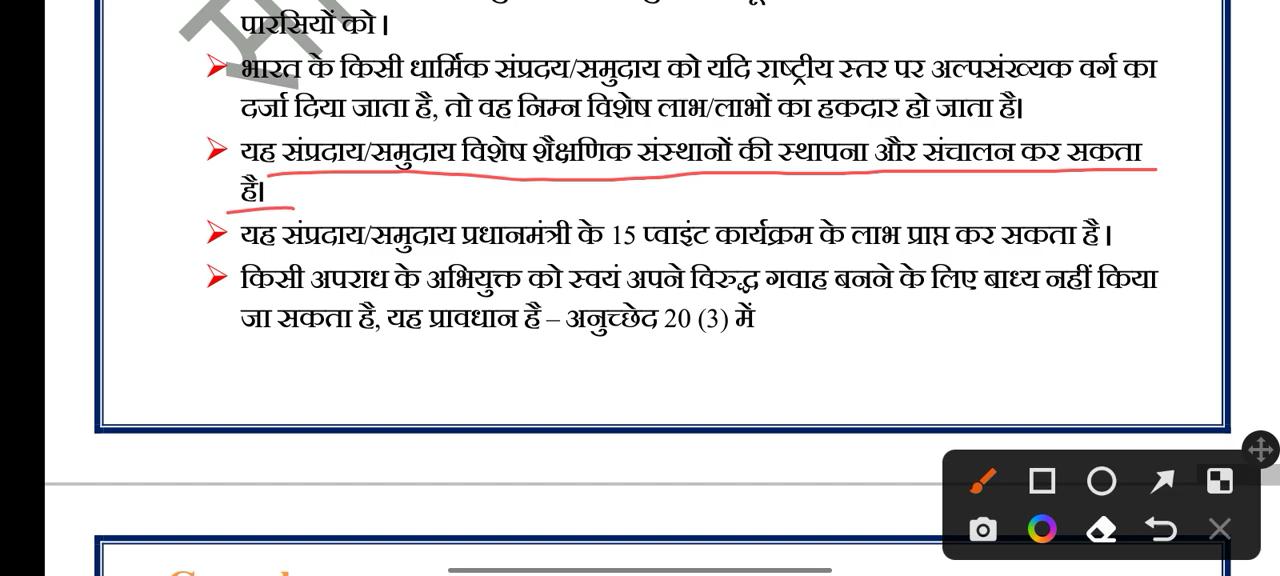 पारसियों को।
भारत के किसी धार्मिक संप्रदय/समुदाय को यदि राष्ट्रीय स्तर पर अल्पसंख्यक वर्ग का
दर्जा दिया जाता है, तो वह निम्न विशेष लाभ/लाभों का हकदार हो जाता है।
यह संप्रदाय/समुदाय विशेष शैक्षणिक संस्थानों की स्थापना और संचालन कर सकता
है।
यह संप्रदाय/समुदाय प्रधानमंत्री के 15 प्वाइंट कार्यक्रम के लाभ प्राप्त कर सकता है।
किसी अपराध के अभियुक्त को स्वयं अपने विरुद्ध गवाह बनने के लिए बाध्य नहीं किया
जा सकता है, यह प्रावधान है – अनुच्छेद 20 (3) में